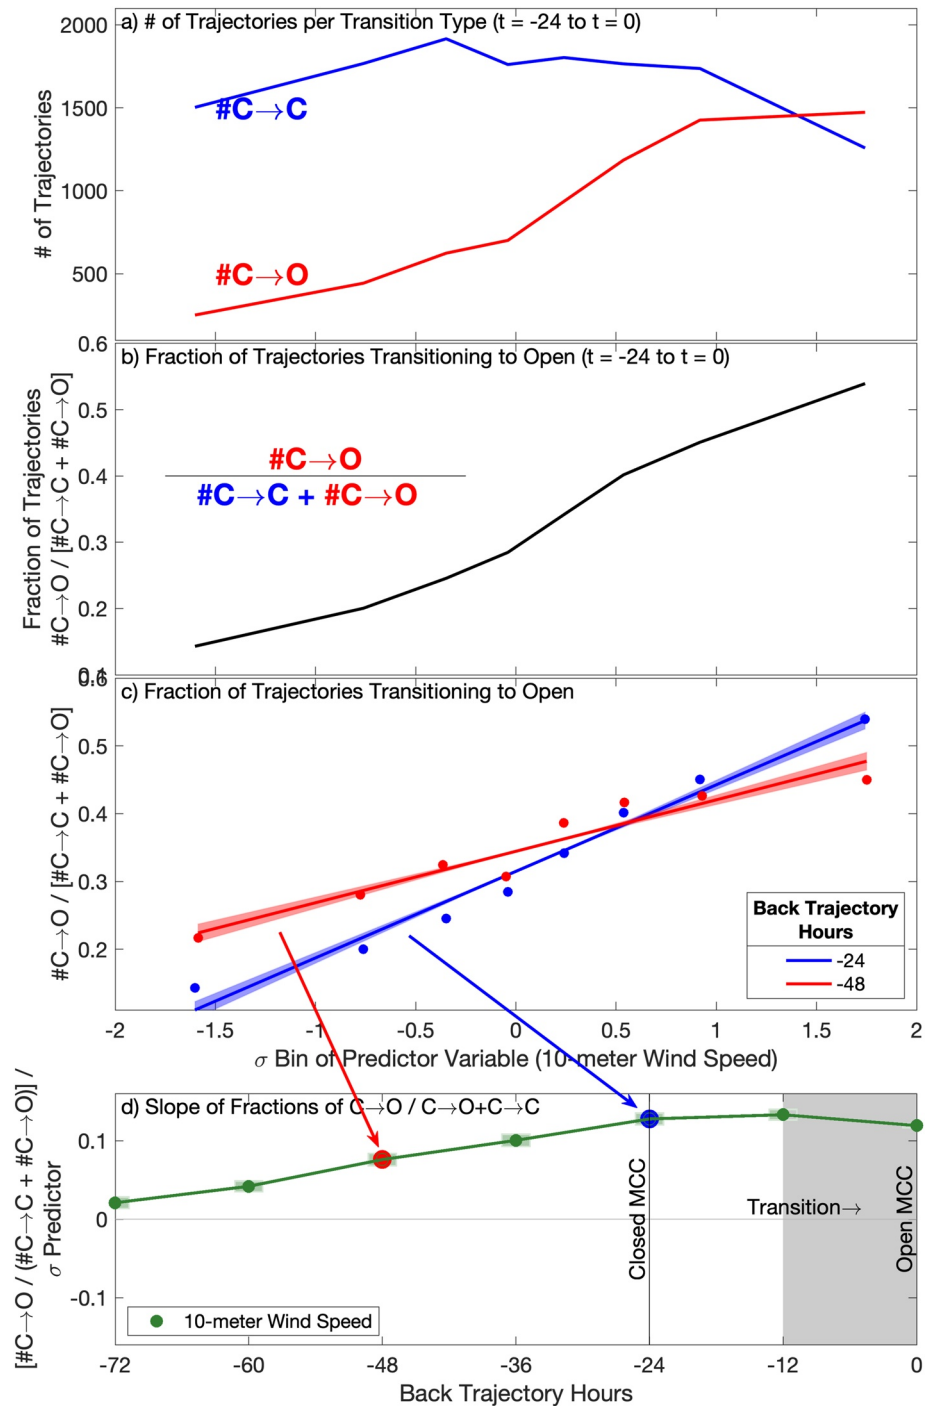 a) # of Trajectories per Transition Type (t = -24 to t = 0)
2000
1500
1000
500
# of Trajectories
#C→C
#C→O
b) Fraction of Trajectories Transitioning to Open (t = -24 to t = 0)
0.6
0.5
0.4
0.3
0.2
0.1
Fraction of Trajectories
#C→O / [#C→C + #C→O]
#C→O
#C→C + #C→O
c) Fraction of Trajectories Transitioning to Open
0.6
0.5
0.4
0.3
0.2
#C→O / [#C→C + #C→O]
Back Trajectory
Hours
-24
-48
-2 -1.5 -1 -0.5 0 0.5 1 1.5 2
σ Bin of Predictor Variable (10-meter Wind Speed)
d) Slope of Fractions of C→O / C→O+C→C
0.1
0
-0.1
[#C→O / (#C→C + #C→O)] /
σ Predictor
Closed MCC
Transition→
Open MCC
10-meter Wind Speed
-72 -60 -48 -36 -24 -12 0
Back Trajectory Hours